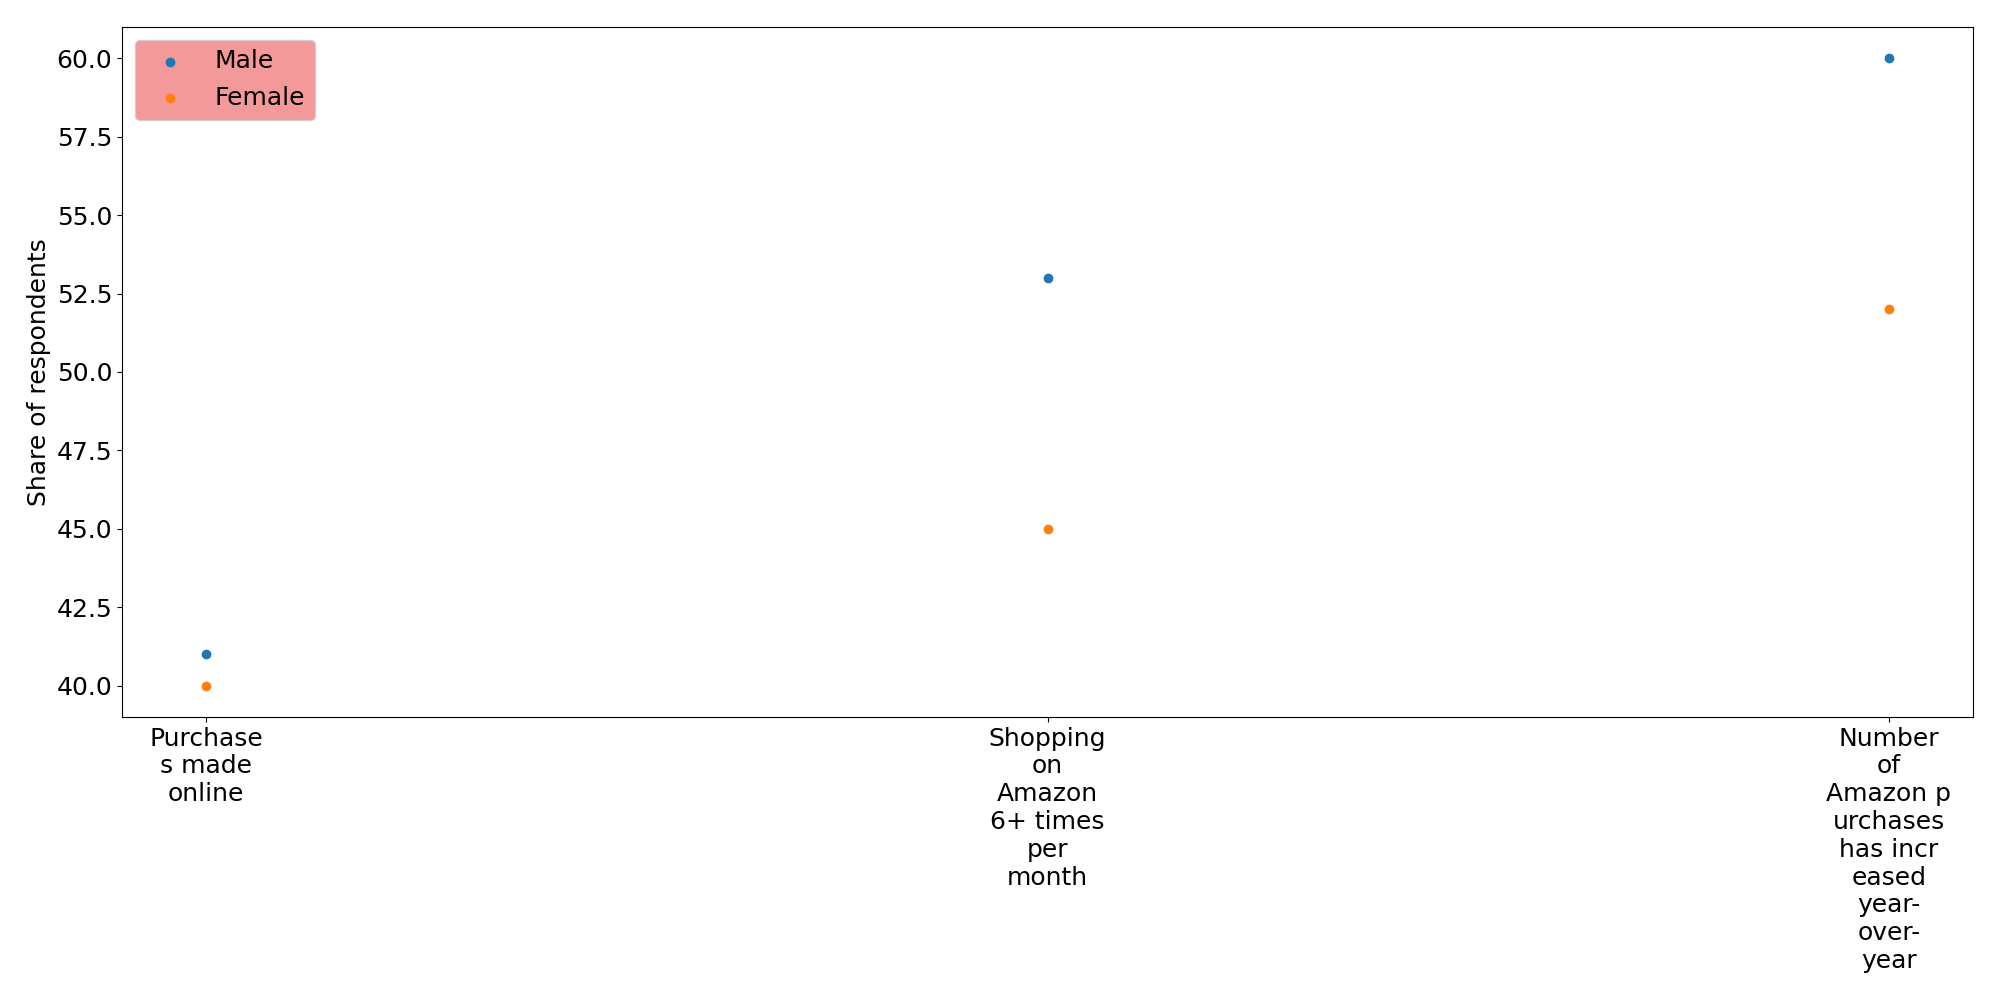 Male
Female
60.0
57.5
55.0
52.5
50.0
47.5
45.0
42.5
40.0
Share of respondents
Purchase
s made
online
Shopping
on
Amazon
6+ times
per
month
Number
of
Amazon p
urchases
has incr
eased
year-
over-
year